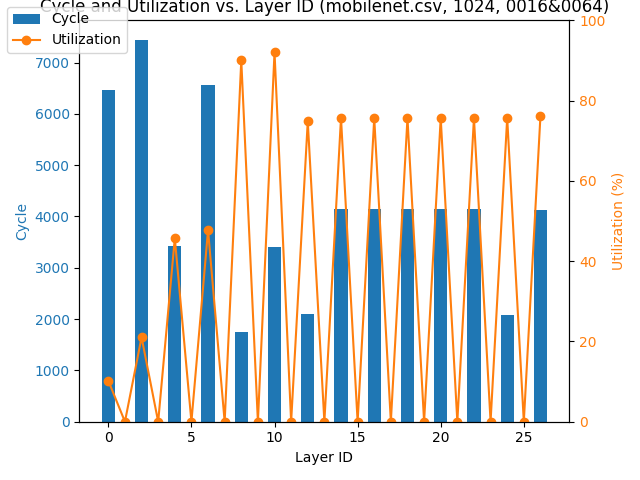 Cycle and Utilization vs. Layer ID (mobilenet.csv, 1024, 0016&0064)
Cycle
Utilization
100
7000
6000
5000
4000
3000
2000
1000
0
Cycle
80
60
40
20
0
Utilization (%)
0 5 10 15 20 25
Layer ID